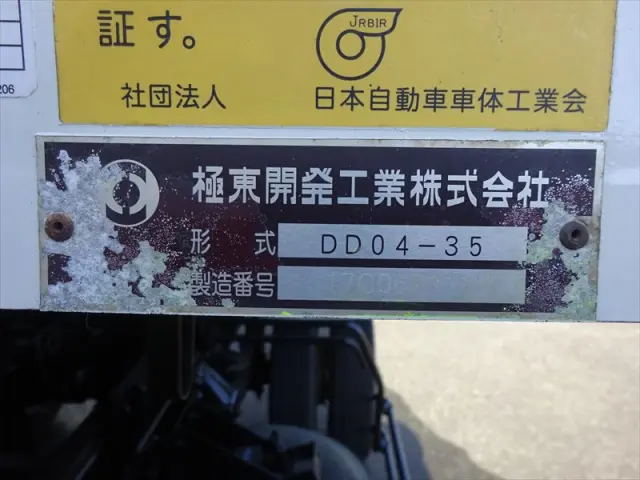 証す。
JRBIR
社団法人 日本自動車車体工業会
206
極東開発工業株式会社
形式 DD04-35
製造番号